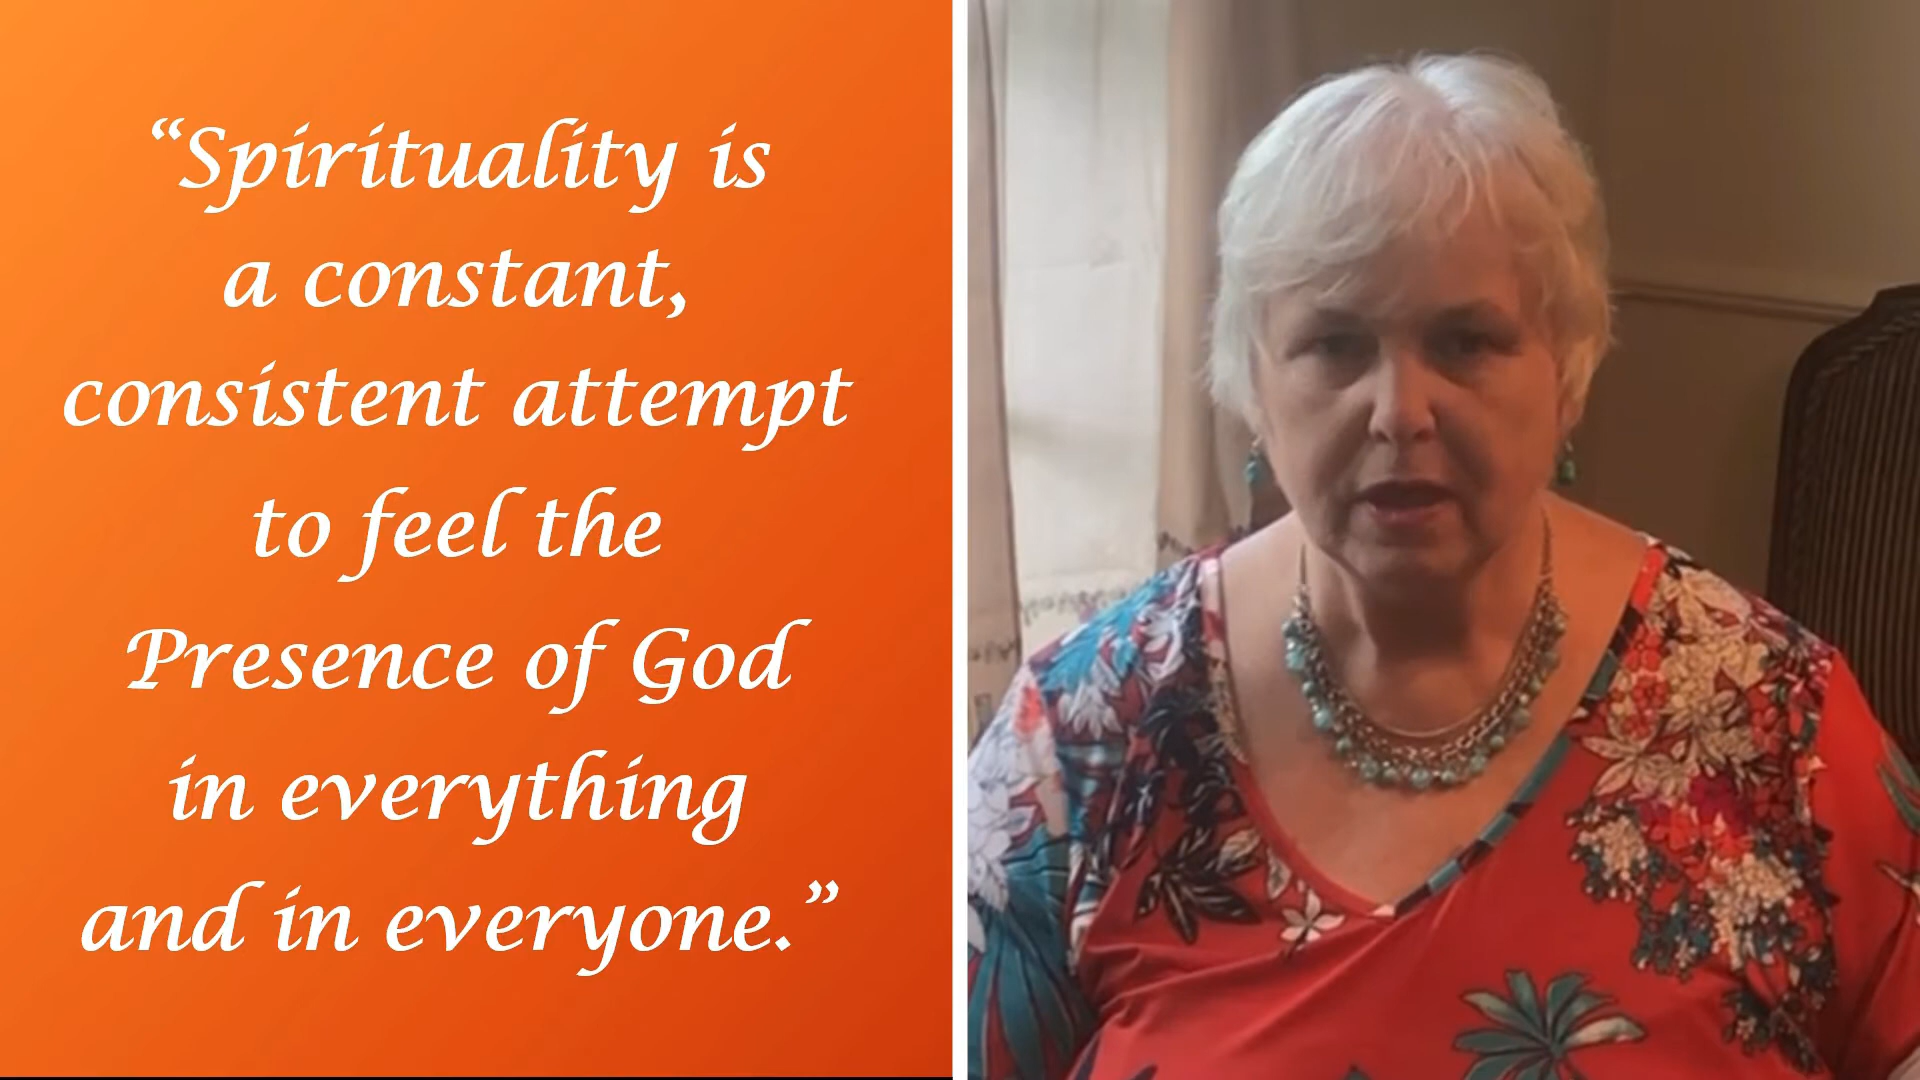 “Spirituality is
a constant,
consistent attempt
to feel the
Presence of God
in everything
and in everyone.”